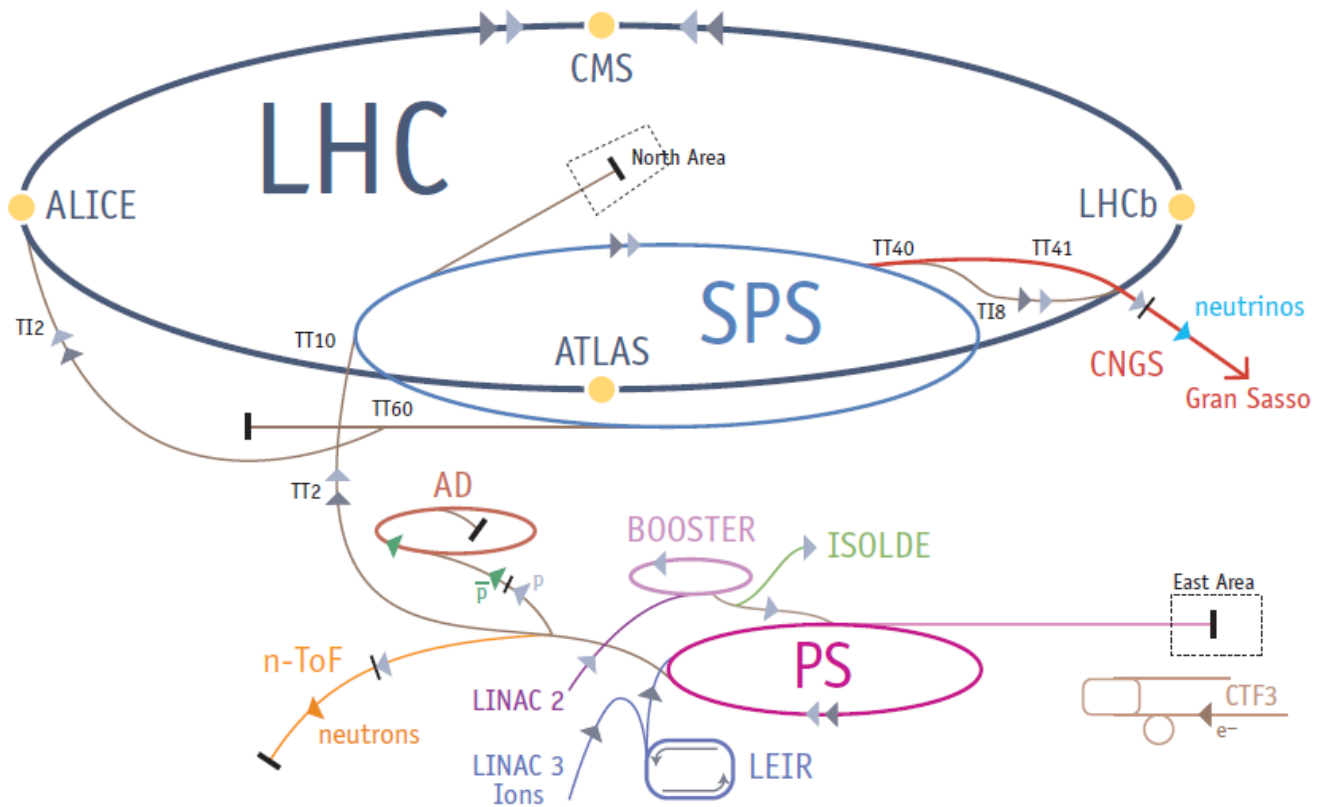 CMS
LHC
North Area
ALICE
LHCb
TT40
TT41
SPS
TI8
neutrinos
TI2
TT10
ATLAS
CNGS
Gran Sasso
TT60
AD
TT2
BOOSTER
ISOLDE
p̅
p
East Area
n-ToF
PS
LINAC 2
CTF3
neutrons
e⁻
LINAC 3
Ions
LEIR